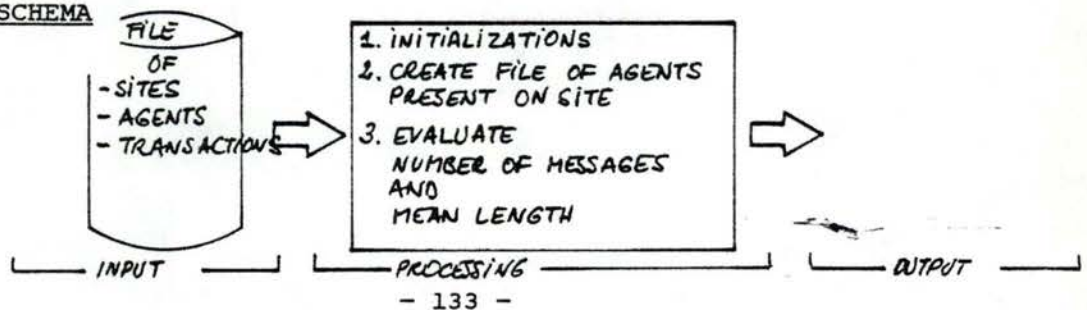 SCHEMA
FILE
OF
- SITES
- AGENTS
- TRANSACTIONS
1. INITIALIZATIONS
2. CREATE FILE OF AGENTS
PRESENT ON SITE
3. EVALUATE
NUMBER OF MESSAGES
AND
MEAN LENGTH
INPUT
PROCESSING
OUTPUT
- 133 -